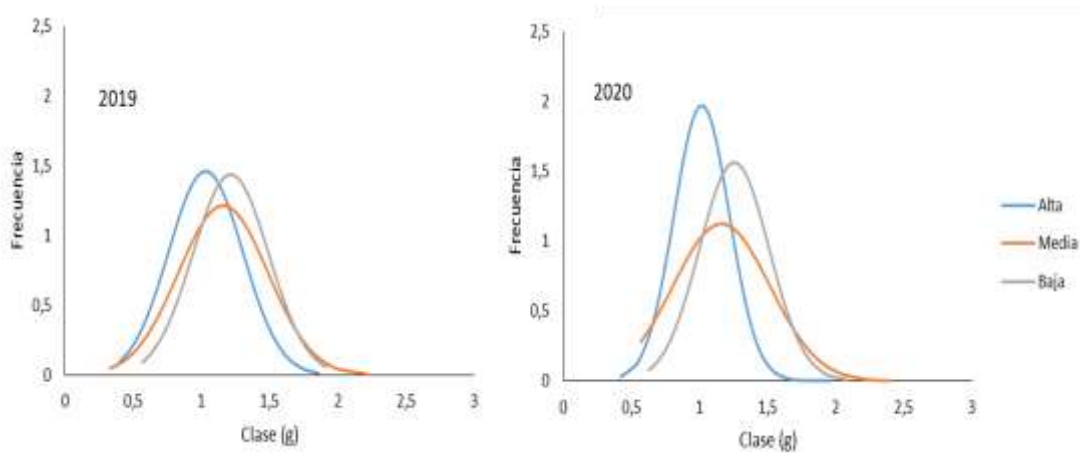 2,5
2
1,5
1
0,5
0
Frecuencia
2019
0 0,5 1 1,5 2 2,5 3
Clase (g)
2,5
2
1,5
1
0,5
0
Frecuencia
2020
0 0,5 1 1,5 2 2,5 3
Clase (g)
Alta
Media
Baja